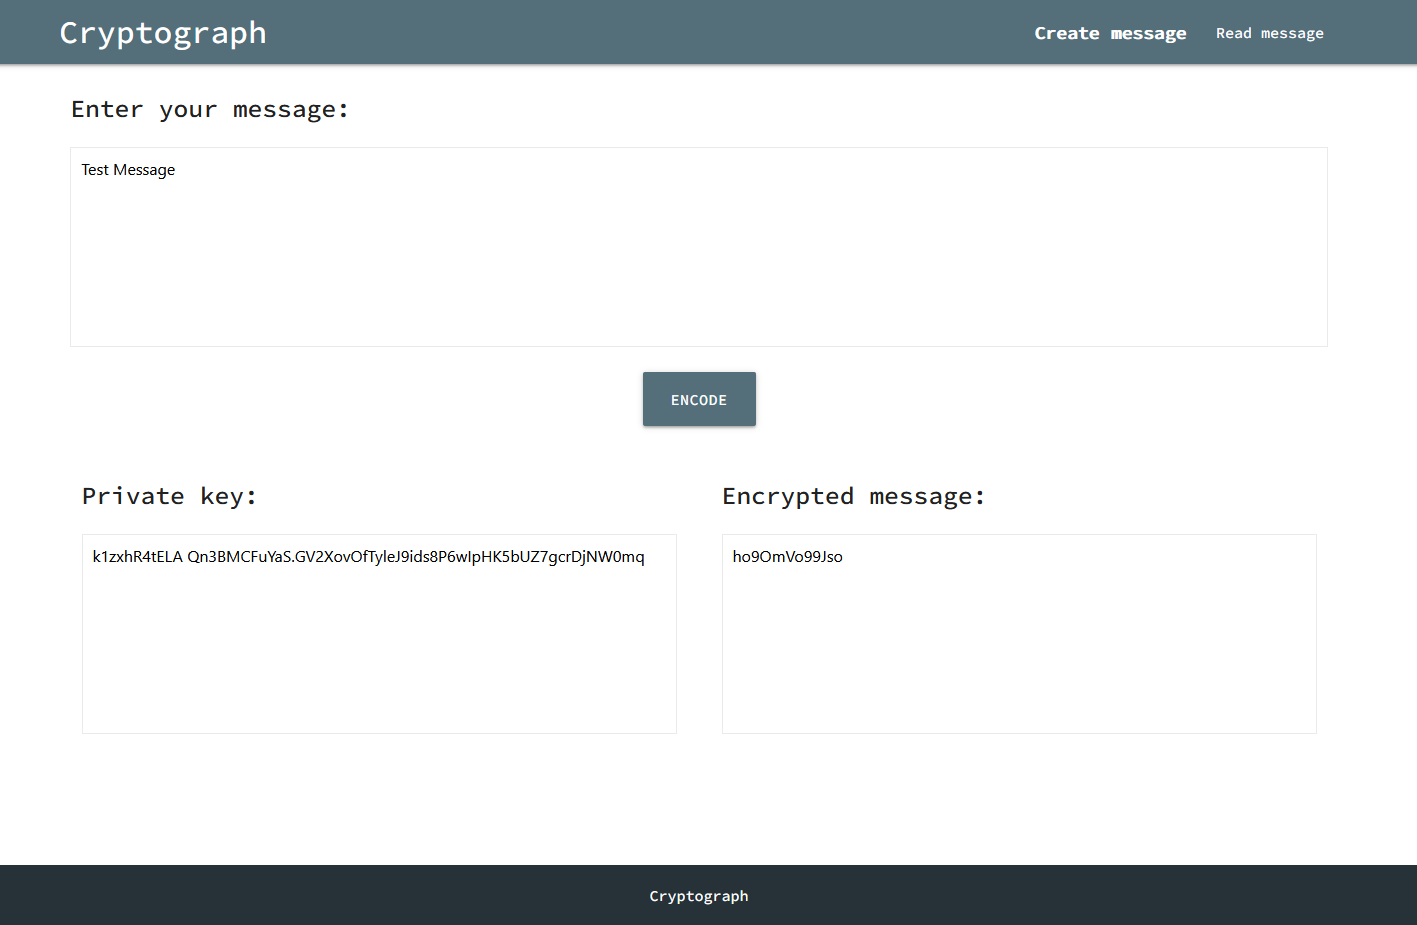 Cryptograph
Create message
Read message
Enter your message:
Test Message
ENCODE
Private key:
k1zxhR4tELA Qn3BMCFuYaS.GV2XovOfTyleJ9ids8P6wIpHK5bUZ7gcrDjNW0mq
Encrypted message:
ho9OmVo99Jso
Cryptograph